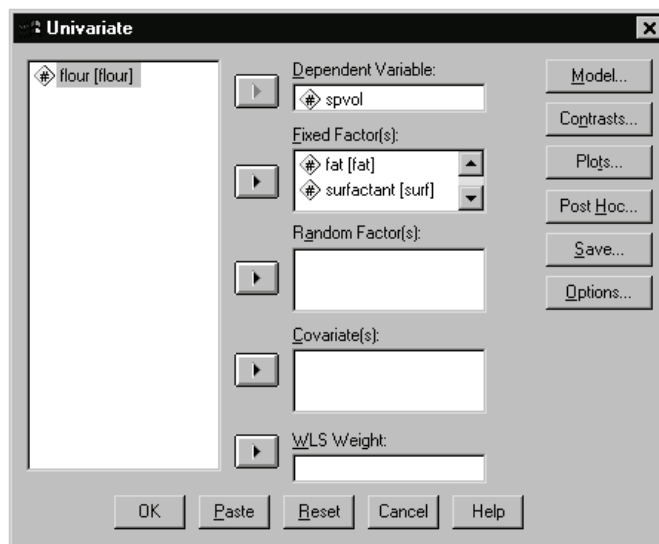 Univariate
flour [flour]
Dependent Variable:
# spvol
Fixed Factor(s):
# fat [fat]
# surfactant [surf]
Random Factor(s):
Covariate(s):
WLS Weight:
Model...
Contrasts...
Plots...
Post Hoc...
Save...
Options...
OK
Paste
Reset
Cancel
Help